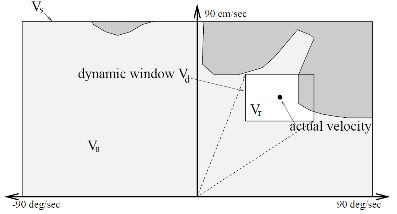 Vs
90 cm/sec
dynamic window Vd
Vr
actual velocity
Va
-90 deg/sec
90 deg/sec